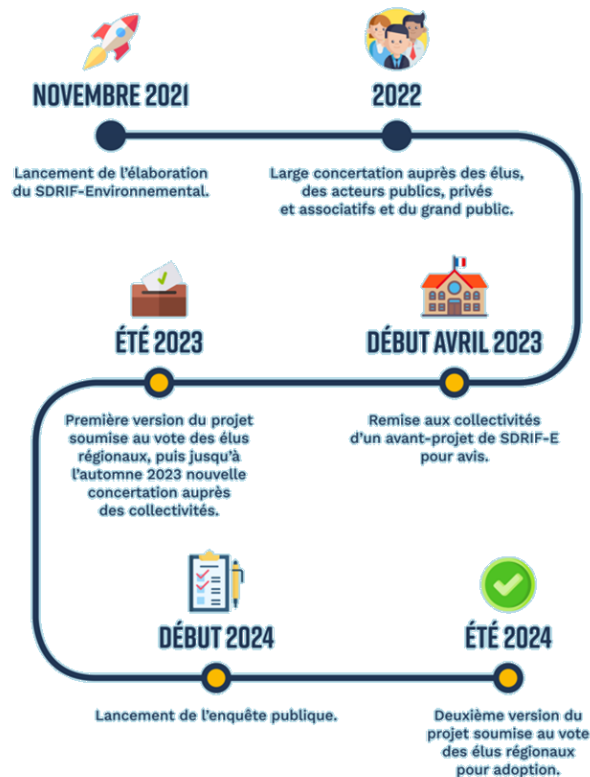 NOVEMBRE 2021
Lancement de l'élaboration
du SDRIF-Environnemental.
2022
Large concertation auprès des élus,
des acteurs publics, privés
et associatifs et du grand public.
DÉBUT AVRIL 2023
Remise aux collectivités
d'un avant-projet de SDRIF-E
pour avis.
ÉTÉ 2023
Première version du projet
soumise au vote des élus
régionaux, puis jusqu'à
l'automne 2023 nouvelle
concertation auprès
des collectivités.
DÉBUT 2024
Lancement de l'enquête publique.
ÉTÉ 2024
Deuxième version du
projet soumise au vote
des élus régionaux
pour adoption.